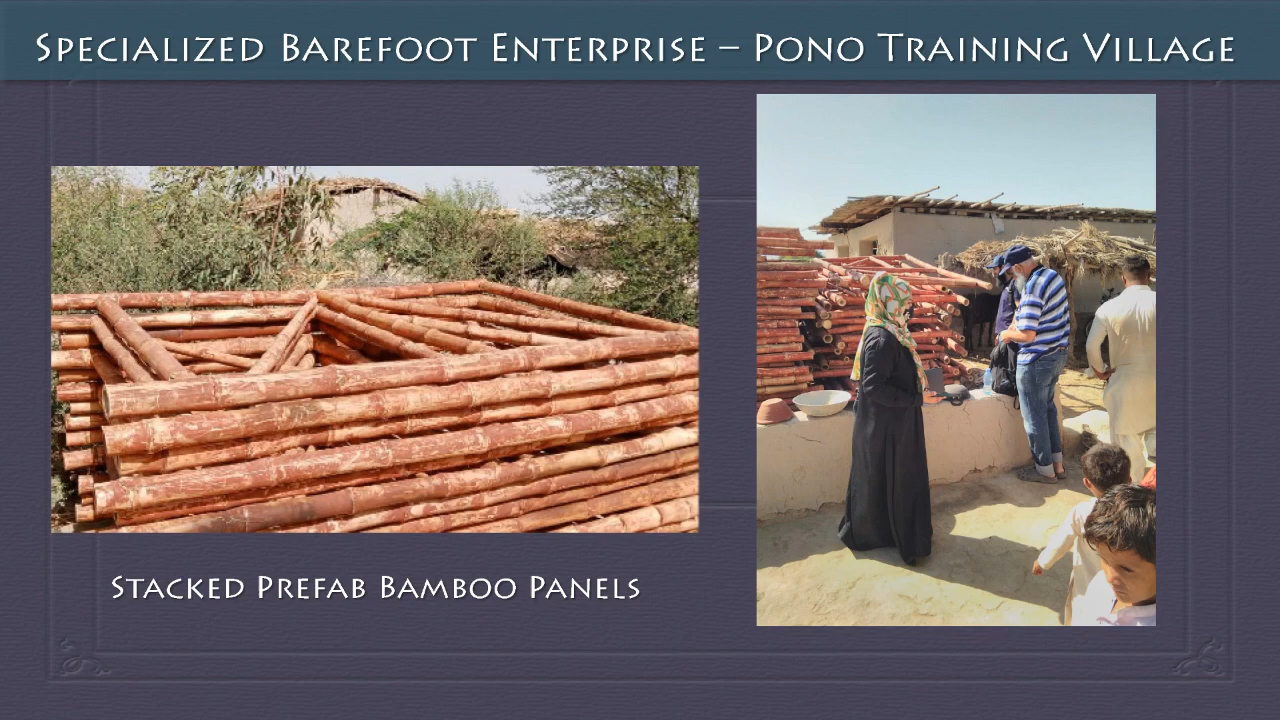 Specialized Barefoot Enterprise – Pono Training Village
Stacked Prefab Bamboo Panels